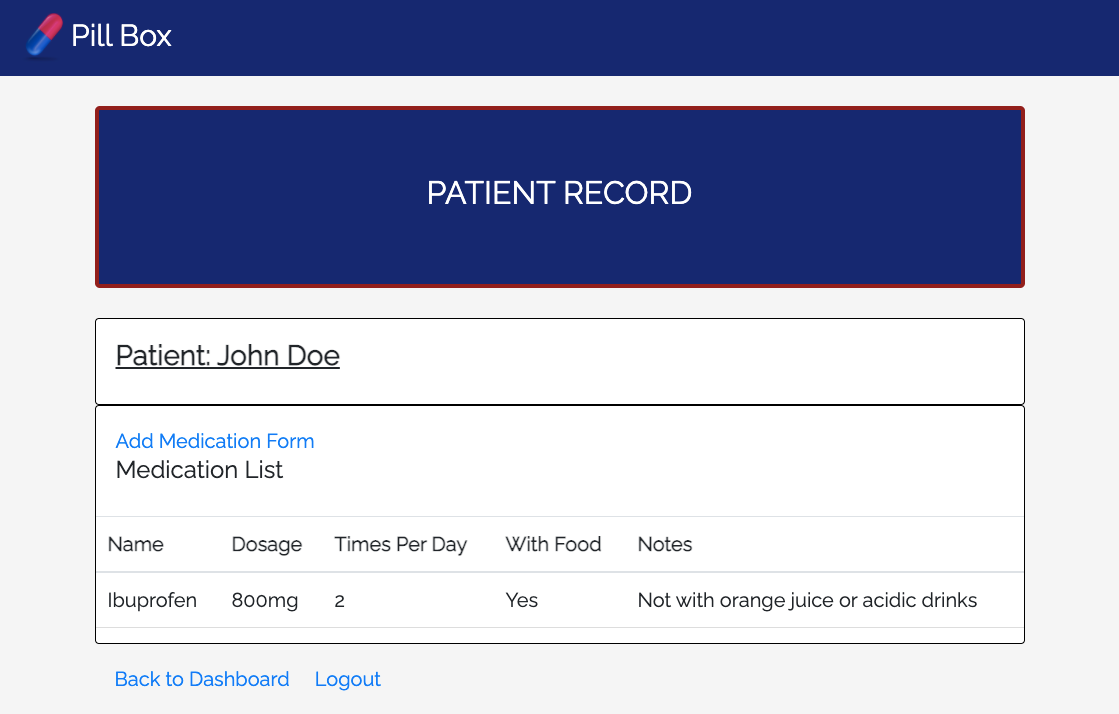 Pill Box
PATIENT RECORD
Patient: John Doe
Add Medication Form
Medication List
Name Dosage Times Per Day With Food Notes
Ibuprofen 800mg 2 Yes Not with orange juice or acidic drinks
Back to Dashboard Logout